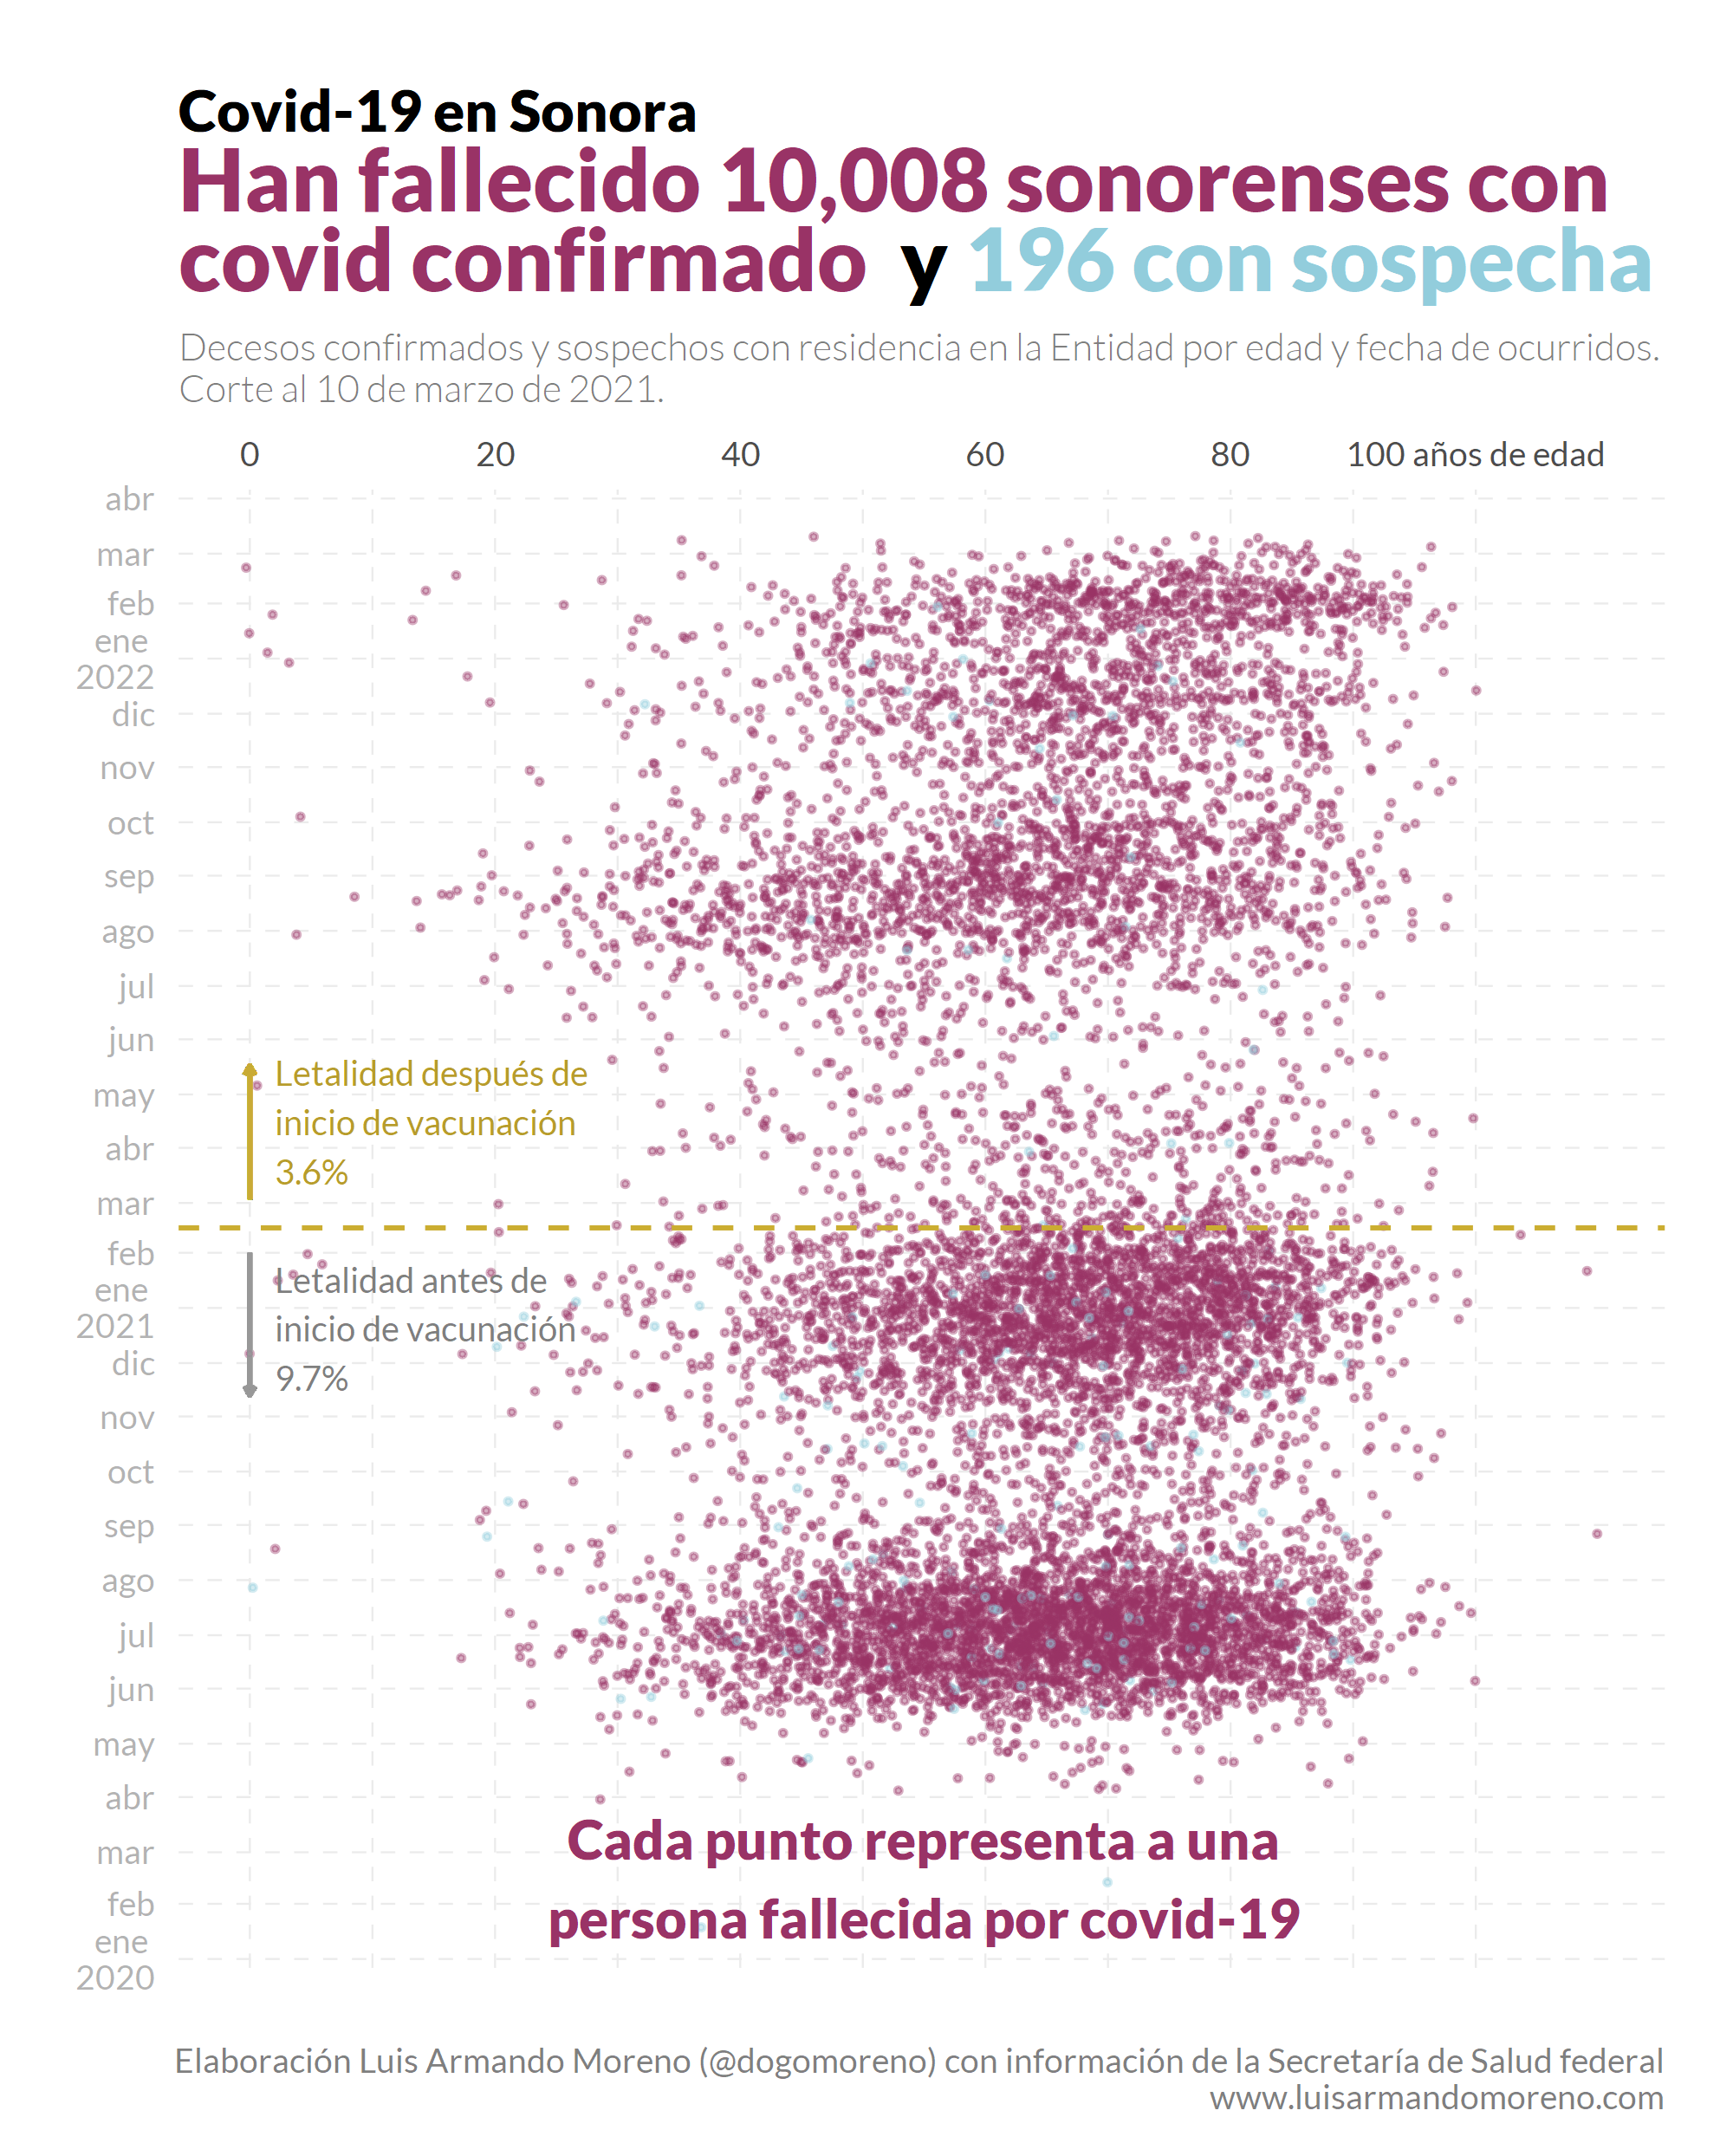 Covid-19 en Sonora
Han fallecido 10,008 sonorenses con
covid confirmado y 196 con sospecha
Decesos confirmados y sospechos con residencia en la Entidad por edad y fecha de ocurridos.
Corte al 10 de marzo de 2021.
0 20 40 60 80 100 años de edad
abr
mar
feb
ene
2022
dic
nov
oct
sep
ago
jul
jun
may
abr
mar
feb
ene
2021
dic
nov
oct
sep
ago
jul
jun
may
abr
mar
feb
ene
2020
Letalidad después de
inicio de vacunación
3.6%
Letalidad antes de
inicio de vacunación
9.7%
Cada punto representa a una
persona fallecida por covid-19
Elaboración Luis Armando Moreno (@dogomoreno) con información de la Secretaría de Salud federal
www.luisarmandomoreno.com